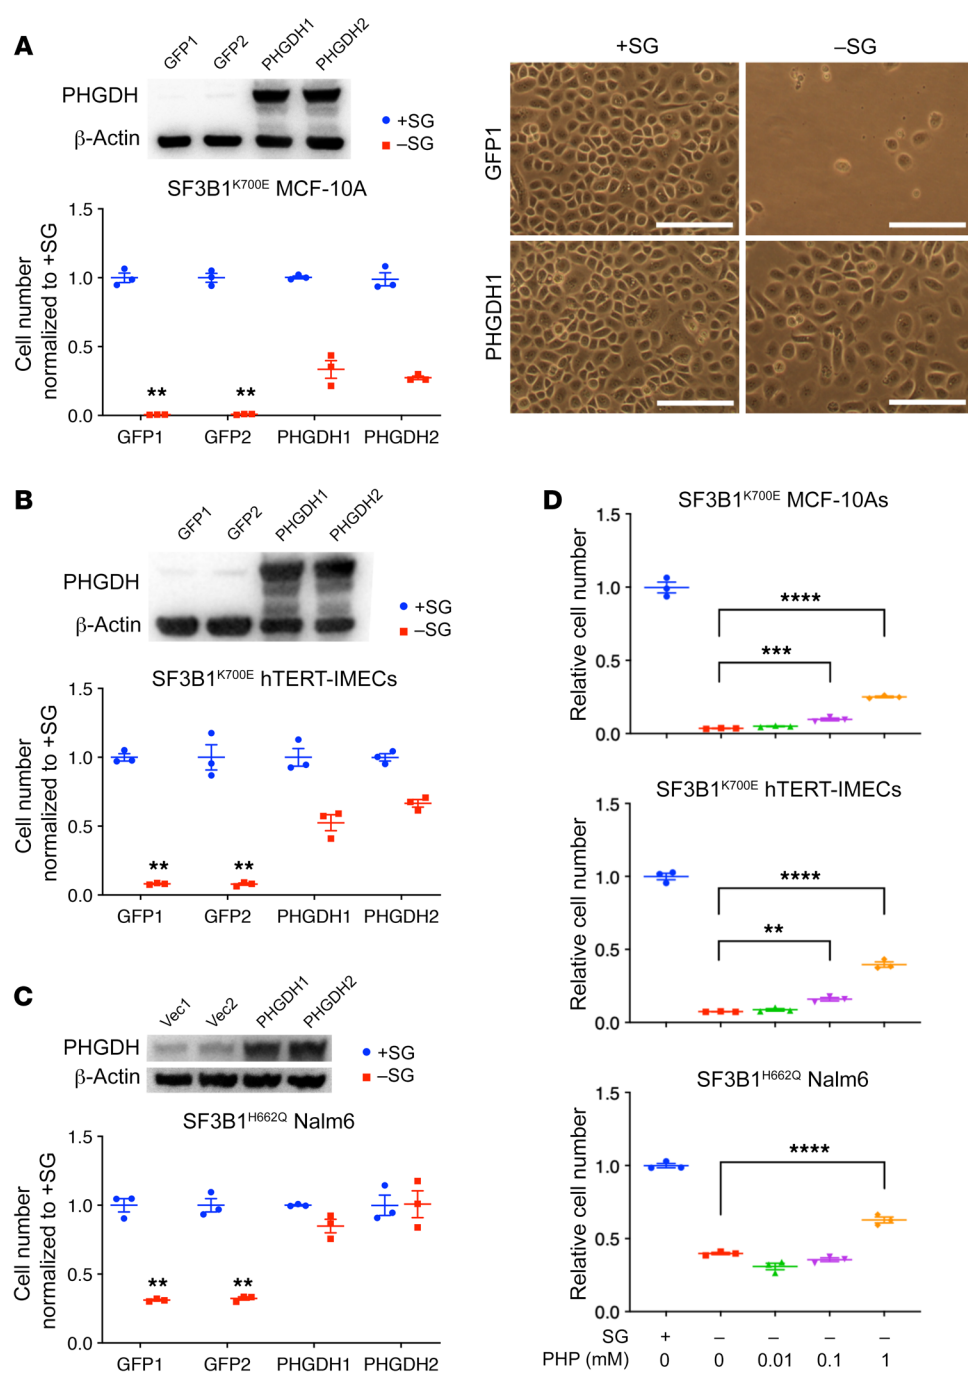 A
GFP1 GFP2 PHGDH1 PHGDH2
PHGDH
β-Actin
+SG
–SG
SF3B1K700E MCF-10A
Cell number
normalized to +SG
1.5
1.0
0.5
0.0
** **
GFP1 GFP2 PHGDH1 PHGDH2
+SG –SG
GFP1
PHGDH1
B
GFP1 GFP2 PHGDH1 PHGDH2
PHGDH
β-Actin
+SG
–SG
SF3B1K700E hTERT-IMECs
Cell number
normalized to +SG
1.5
1.0
0.5
0.0
** **
GFP1 GFP2 PHGDH1 PHGDH2
C
Vec1 Vec2 PHGDH1 PHGDH2
PHGDH
β-Actin
+SG
–SG
SF3B1H662Q Nalm6
Cell number
normalized to +SG
1.5
1.0
0.5
0.0
** **
GFP1 GFP2 PHGDH1 PHGDH2
D
SF3B1K700E MCF-10As
Relative cell number
1.5
1.0
0.5
0.0
****
***
SF3B1K700E hTERT-IMECs
Relative cell number
1.5
1.0
0.5
0.0
****
**
SF3B1H662Q Nalm6
Relative cell number
1.5
1.0
0.5
0.0
****
SG + – – – –
PHP (mM) 0 0 0.01 0.1 1